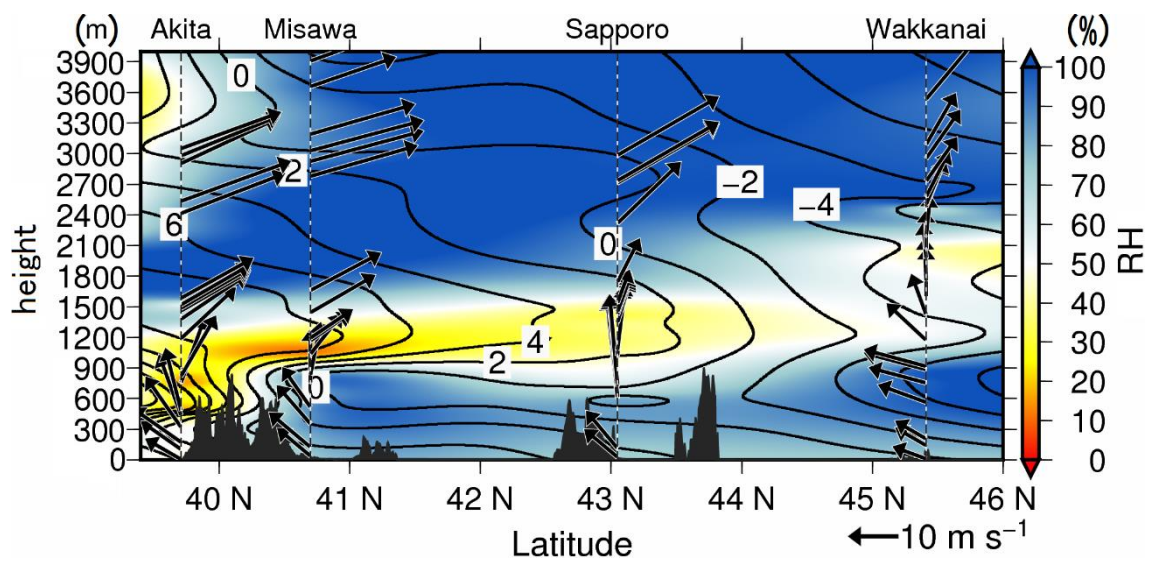 Akita Misawa Sapporo Wakkanai
(m) (%)
3900 0 100
3600 90
3300 80
3000 2
2700 −2 70
2400 6 −4 60
2100 0 50
1800
1500 40
1200 4 30
900 2
600 0 20
300 10
0 0
height
RH
40 N 41 N 42 N 43 N 44 N 45 N 46 N
Latitude
10 m s−1